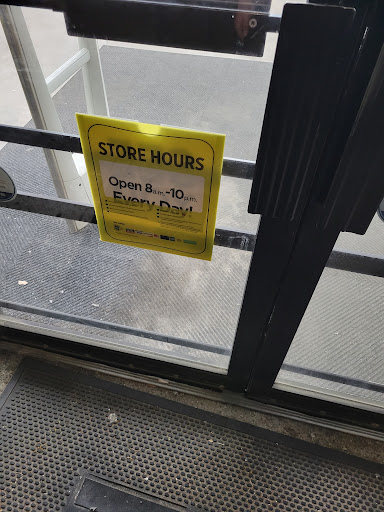 STORE HOURS
Open 8a.m.-10p.m.
Every Day!